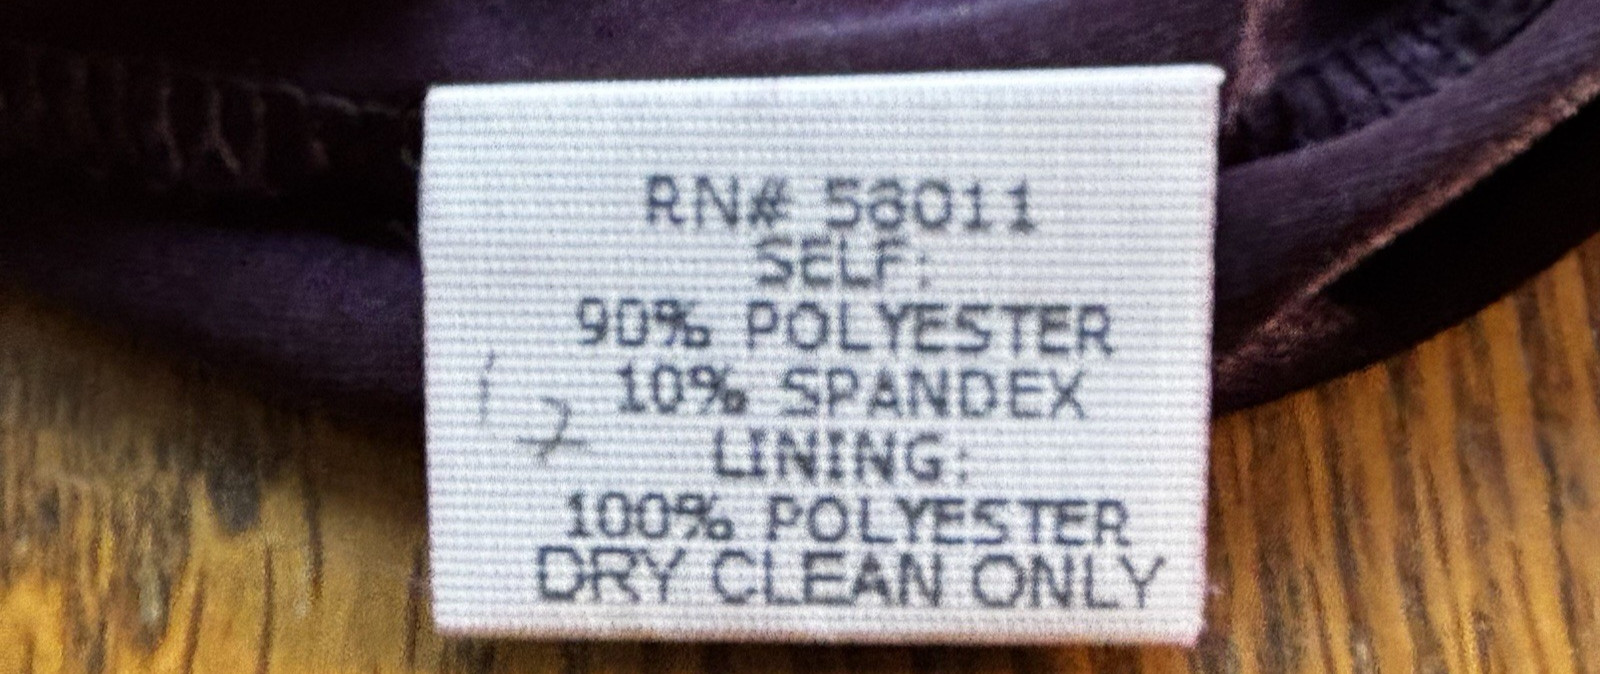 RN# 58011
SELF:
90% POLYESTER
10% SPANDEX
LINING:
100% POLYESTER
DRY CLEAN ONLY